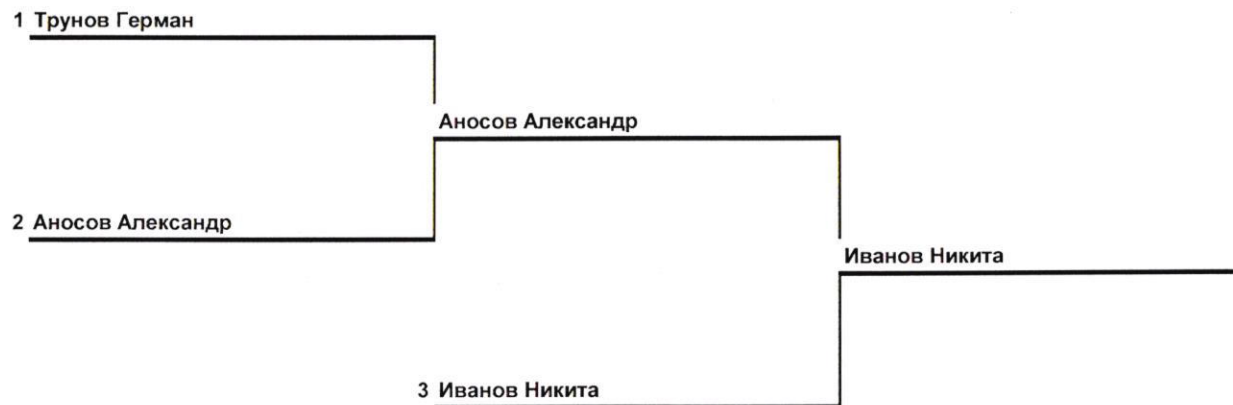 1 Трунов Герман
Аносов Александр
2 Аносов Александр
Иванов Никита
3 Иванов Никита